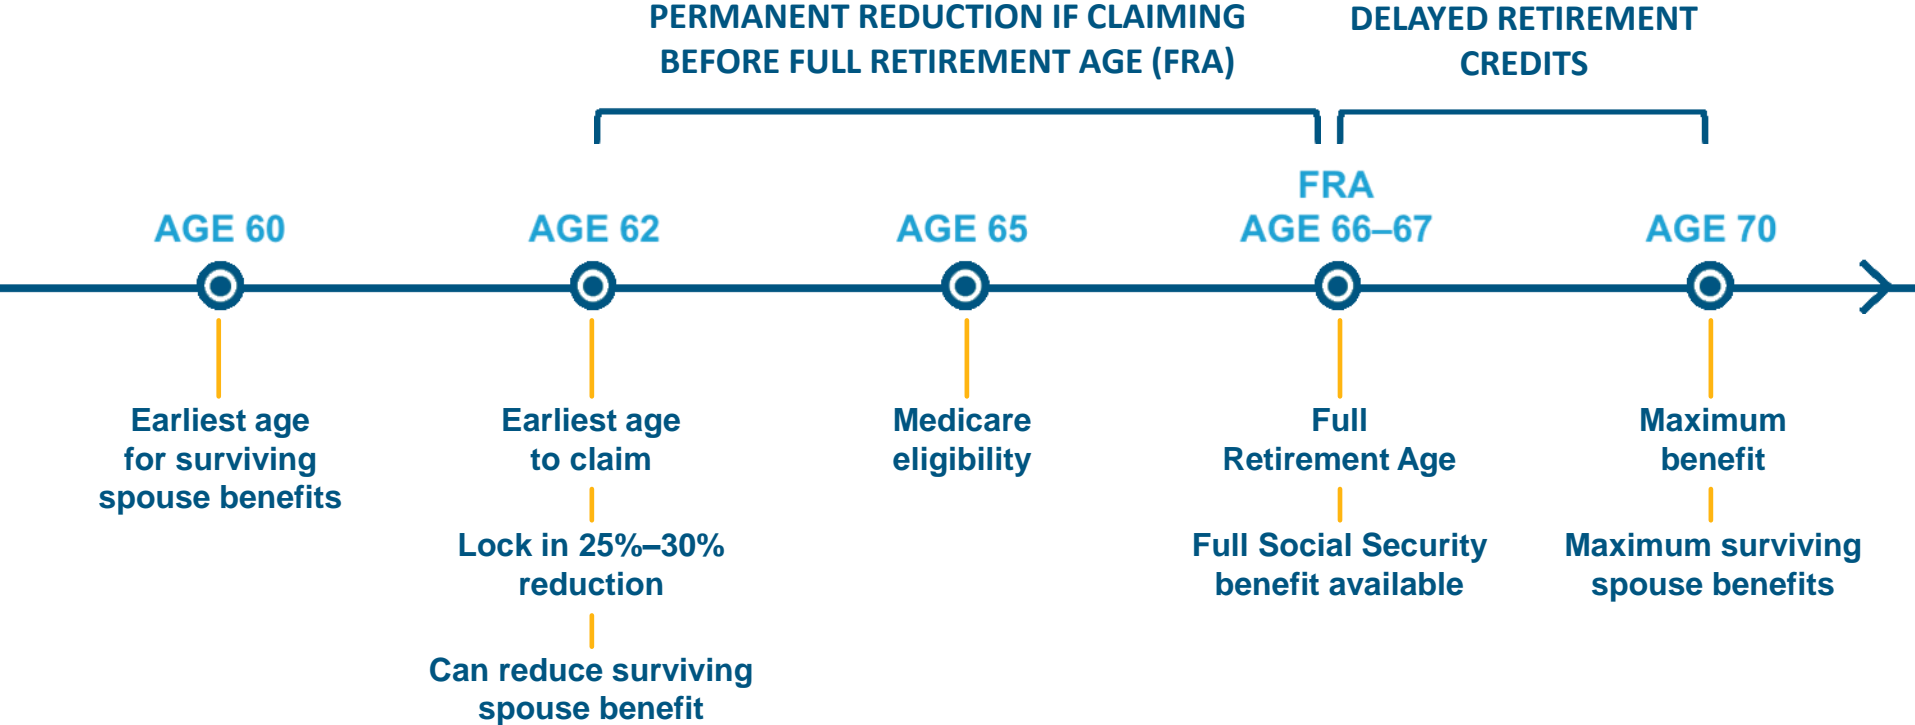 PERMANENT REDUCTION IF CLAIMING
BEFORE FULL RETIREMENT AGE (FRA)
DELAYED RETIREMENT
CREDITS
AGE 60
AGE 62
AGE 65
FRA
AGE 66–67
AGE 70
Earliest age
for surviving
spouse benefits
Earliest age
to claim
Lock in 25%–30%
reduction
Can reduce surviving
spouse benefit
Medicare
eligibility
Full
Retirement Age
Full Social Security
benefit available
Maximum
benefit
Maximum surviving
spouse benefits